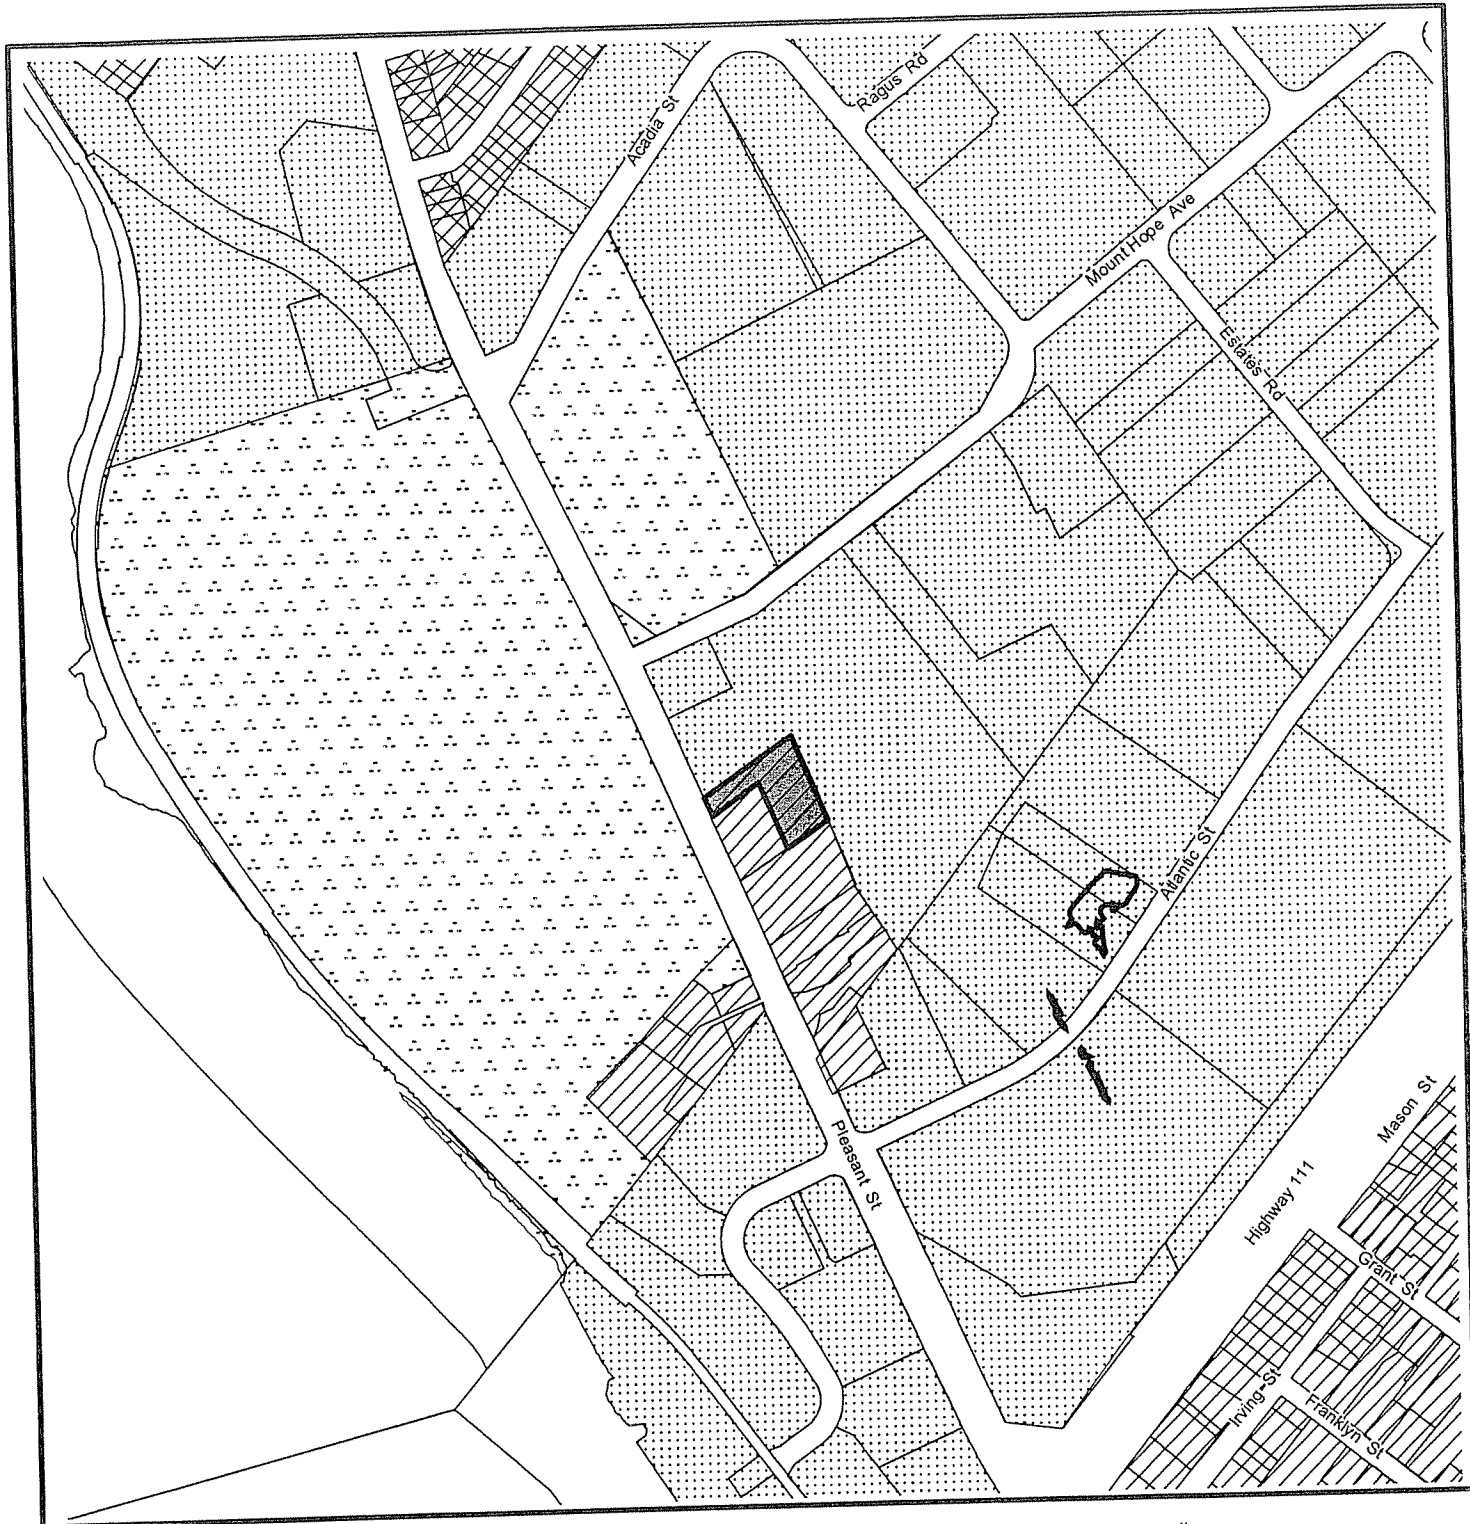 Ragus Rd
Acadia St
Mount Hope Ave
Estates Rd
Atlantic St
Pleasant St
Mason St
Highway 111
Grant St
Irving St
Franklyn St